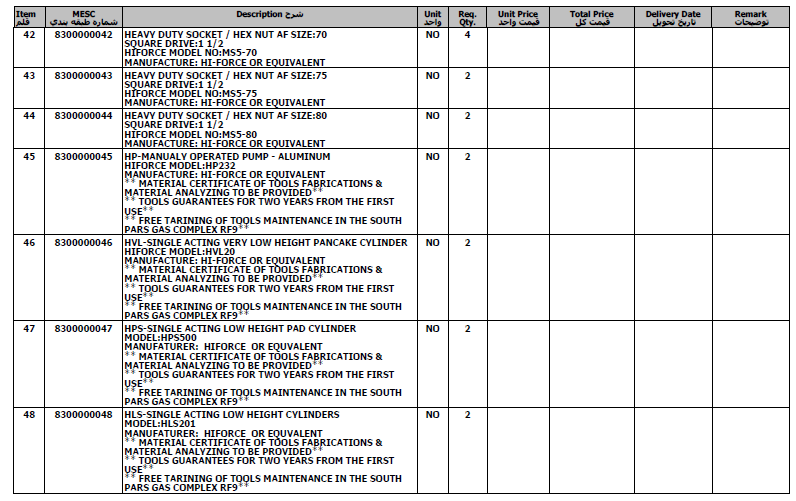 Item MESC Description شرح Unit Req. Unit Price Total Price Delivery Date Remark
قلم شماره طبقه بندي واحد Qty. قیمت واحد قیمت کل تاریخ تحویل توضیحات
42 8300000042 HEAVY DUTY SOCKET / HEX NUT AF SIZE:70 NO 4
SQUARE DRIVE:1 1/2
HIFORCE MODEL NO:MS5-70
MANUFACTURE: HI-FORCE OR EQUIVALENT
43 8300000043 HEAVY DUTY SOCKET / HEX NUT AF SIZE:75 NO 2
SQUARE DRIVE:1 1/2
HIFORCE MODEL NO:MS5-75
MANUFACTURE: HI-FORCE OR EQUIVALENT
44 8300000044 HEAVY DUTY SOCKET / HEX NUT AF SIZE:80 NO 2
SQUARE DRIVE:1 1/2
HIFORCE MODEL NO:MS5-80
MANUFACTURE: HI-FORCE OR EQUIVALENT
45 8300000045 HP-MANUALY OPERATED PUMP - ALUMINUM NO 2
HIFORCE MODEL:HP232
MANUFACTURE: HI-FORCE OR EQUIVALENT
** MATERIAL CERTIFICATE OF TOOLS FABRICATIONS &
MATERIAL ANALYZING TO BE PROVIDED**
** TOOLS GUARANTEES FOR TWO YEARS FROM THE FIRST
USE**
** FREE TARINING OF TOOLS MAINTENANCE IN THE SOUTH
PARS GAS COMPLEX RF9**
46 8300000046 HVL-SINGLE ACTING VERY LOW HEIGHT PANCAKE CYLINDER NO 2
HIFORCE MODEL:HVL20
MANUFACTURE: HI-FORCE OR EQUIVALENT
** MATERIAL CERTIFICATE OF TOOLS FABRICATIONS &
MATERIAL ANALYZING TO BE PROVIDED**
** TOOLS GUARANTEES FOR TWO YEARS FROM THE FIRST
USE**
** FREE TARINING OF TOOLS MAINTENANCE IN THE SOUTH
PARS GAS COMPLEX RF9**
47 8300000047 HPS-SINGLE ACTING LOW HEIGHT PAD CYLINDER NO 2
MODEL:HPS500
MANUFATURER: HIFORCE OR EQUVALENT
** MATERIAL CERTIFICATE OF TOOLS FABRICATIONS &
MATERIAL ANALYZING TO BE PROVIDED**
** TOOLS GUARANTEES FOR TWO YEARS FROM THE FIRST
USE**
** FREE TARINING OF TOOLS MAINTENANCE IN THE SOUTH
PARS GAS COMPLEX RF9**
48 8300000048 HLS-SINGLE ACTING LOW HEIGHT CYLINDERS NO 2
MODEL:HLS201
MANUFATURER: HIFORCE OR EQUVALENT
** MATERIAL CERTIFICATE OF TOOLS FABRICATIONS &
MATERIAL ANALYZING TO BE PROVIDED**
** TOOLS GUARANTEES FOR TWO YEARS FROM THE FIRST
USE**
** FREE TARINING OF TOOLS MAINTENANCE IN THE SOUTH
PARS GAS COMPLEX RF9**